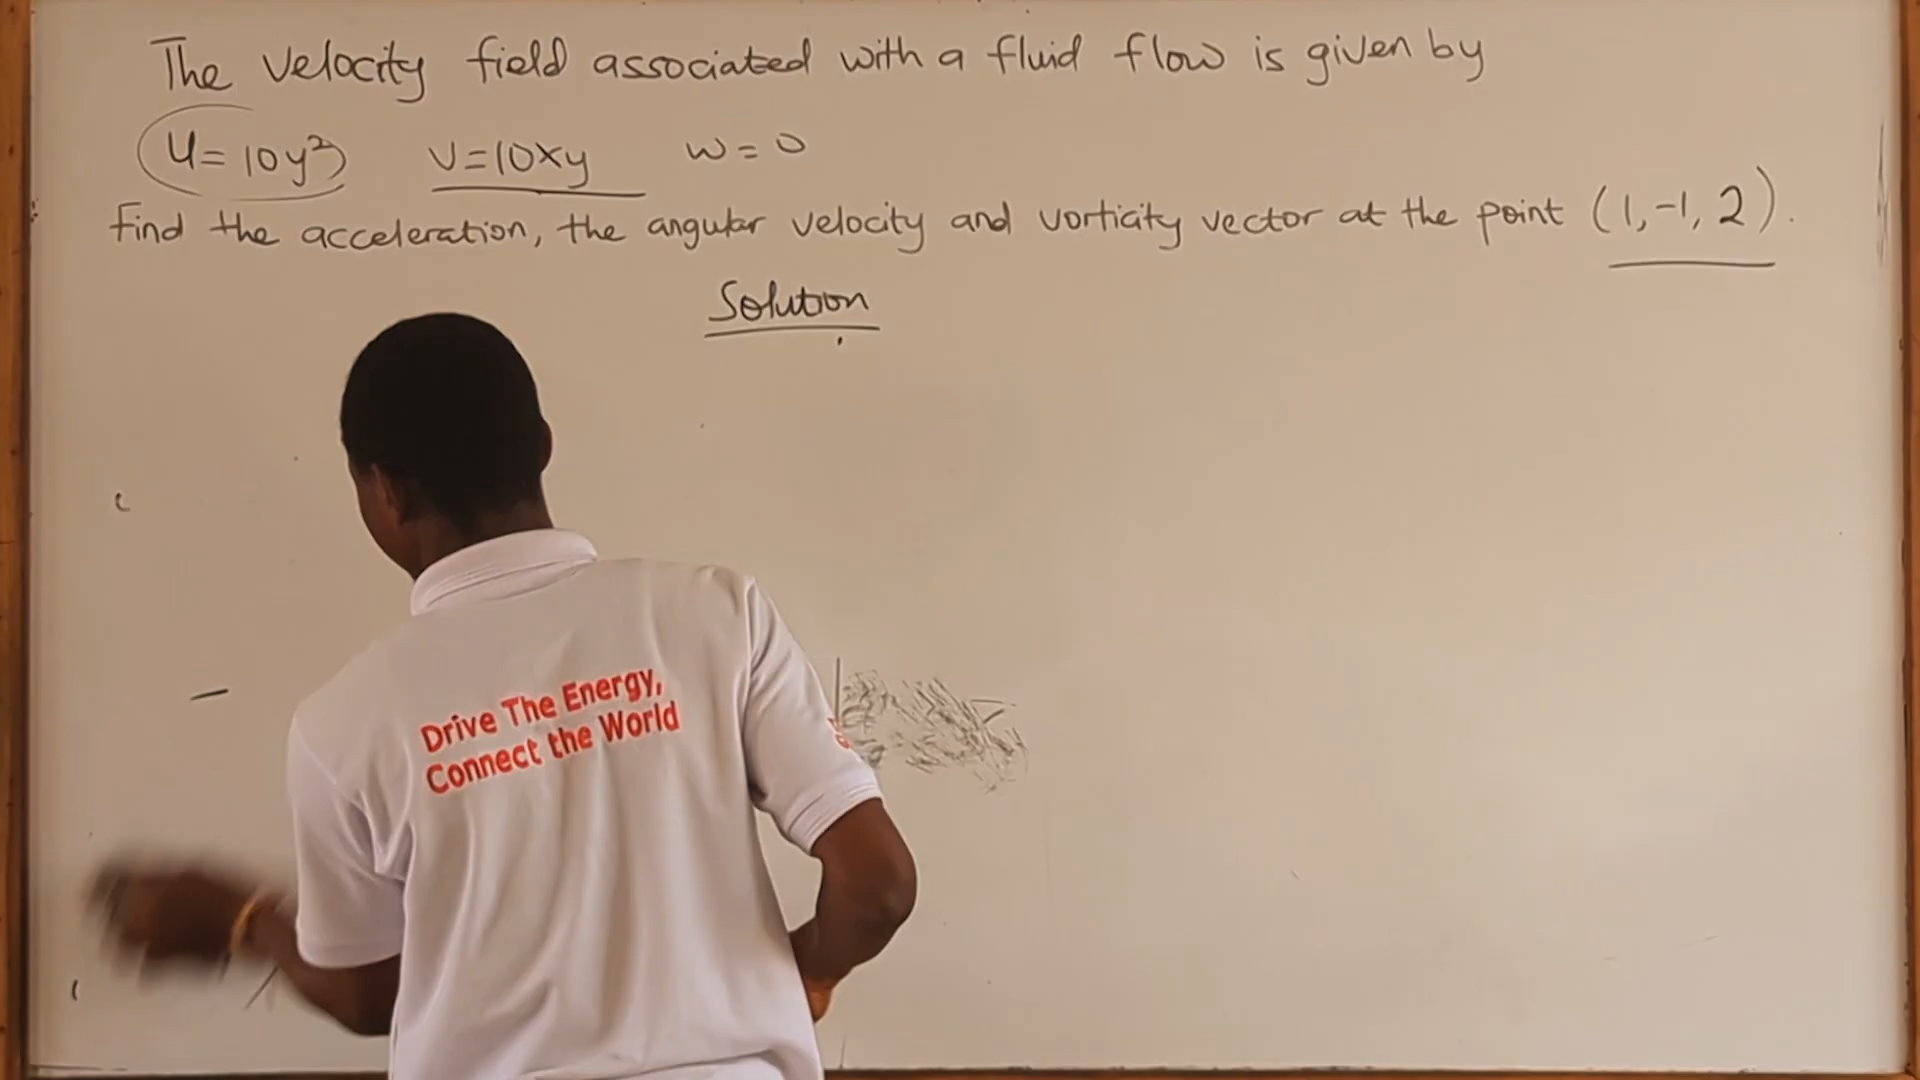 The velocity field associated with a fluid flow is given by
u = 10y² v = 10xy w = 0
find the acceleration, the angular velocity and vorticity vector at the point (1, -1, 2).
Solution
Drive The Energy,
Connect the World